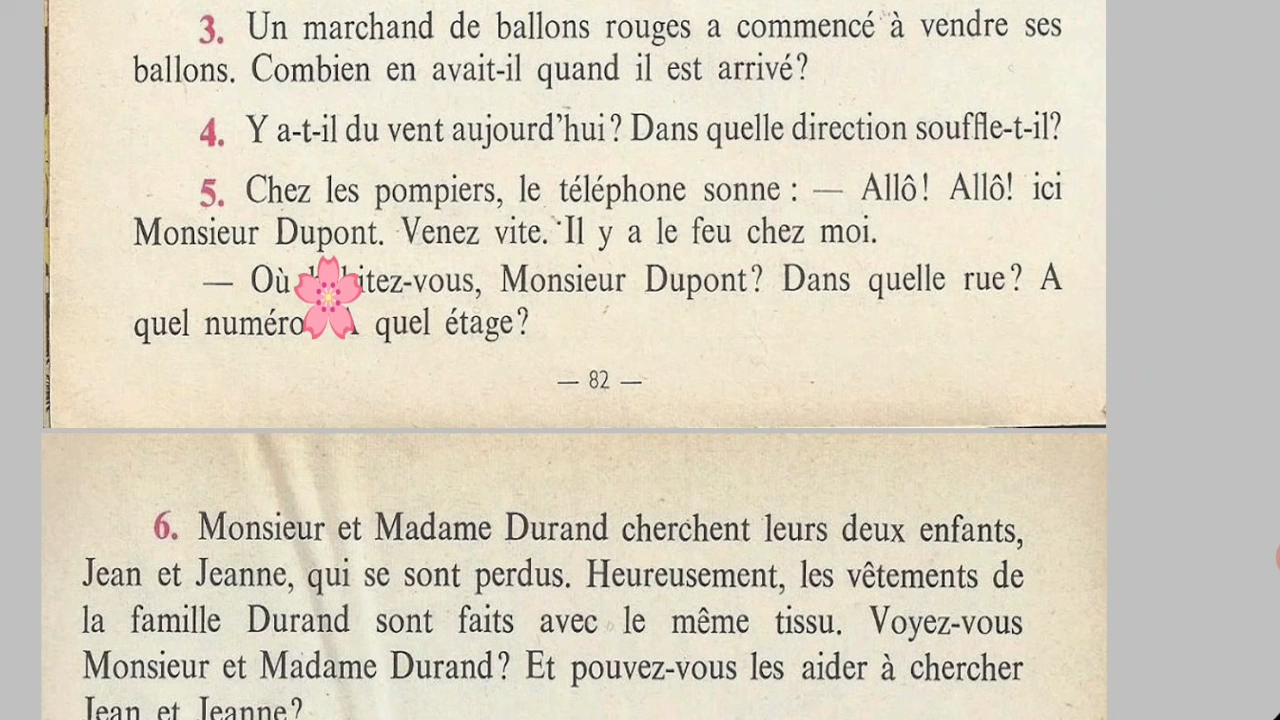 3. Un marchand de ballons rouges a commencé à vendre ses
ballons. Combien en avait-il quand il est arrivé?
4. Y a-t-il du vent aujourd'hui? Dans quelle direction souffle-t-il?
5. Chez les pompiers, le téléphone sonne : — Allô! Allô! ici
Monsieur Dupont. Venez vite. Il y a le feu chez moi.
— Où Monsieur Dupont? Dans quelle rue? A
quel numéro quel étage?
— 82 —
6. Monsieur et Madame Durand cherchent leurs deux enfants,
Jean et Jeanne, qui se sont perdus. Heureusement, les vêtements de
la famille Durand sont faits avec le même tissu. Voyez-vous
Monsieur et Madame Durand? Et pouvez-vous les aider à chercher
Jean et Jeanne?